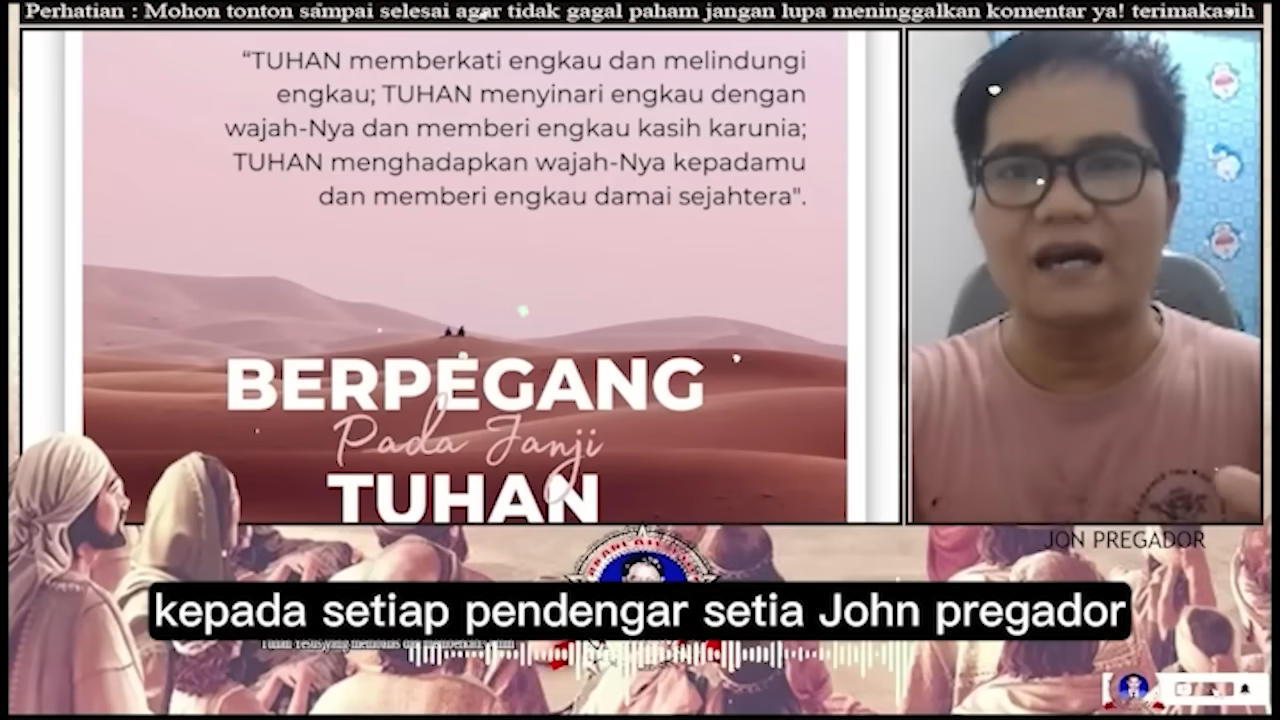 Perhatian : Mohon tonton sampai selesai agar tidak gagal paham jangan lupa meninggalkan komentar ya! terimakasih
“TUHAN memberkati engkau dan melindungi
engkau; TUHAN menyinari engkau dengan
wajah-Nya dan memberi engkau kasih karunia;
TUHAN menghadapkan wajah-Nya kepadamu
dan memberi engkau damai sejahtera".
BERPEGANG
Pada Janji
TUHAN
JON PREGADOR
kepada setiap pendengar setia John pregador